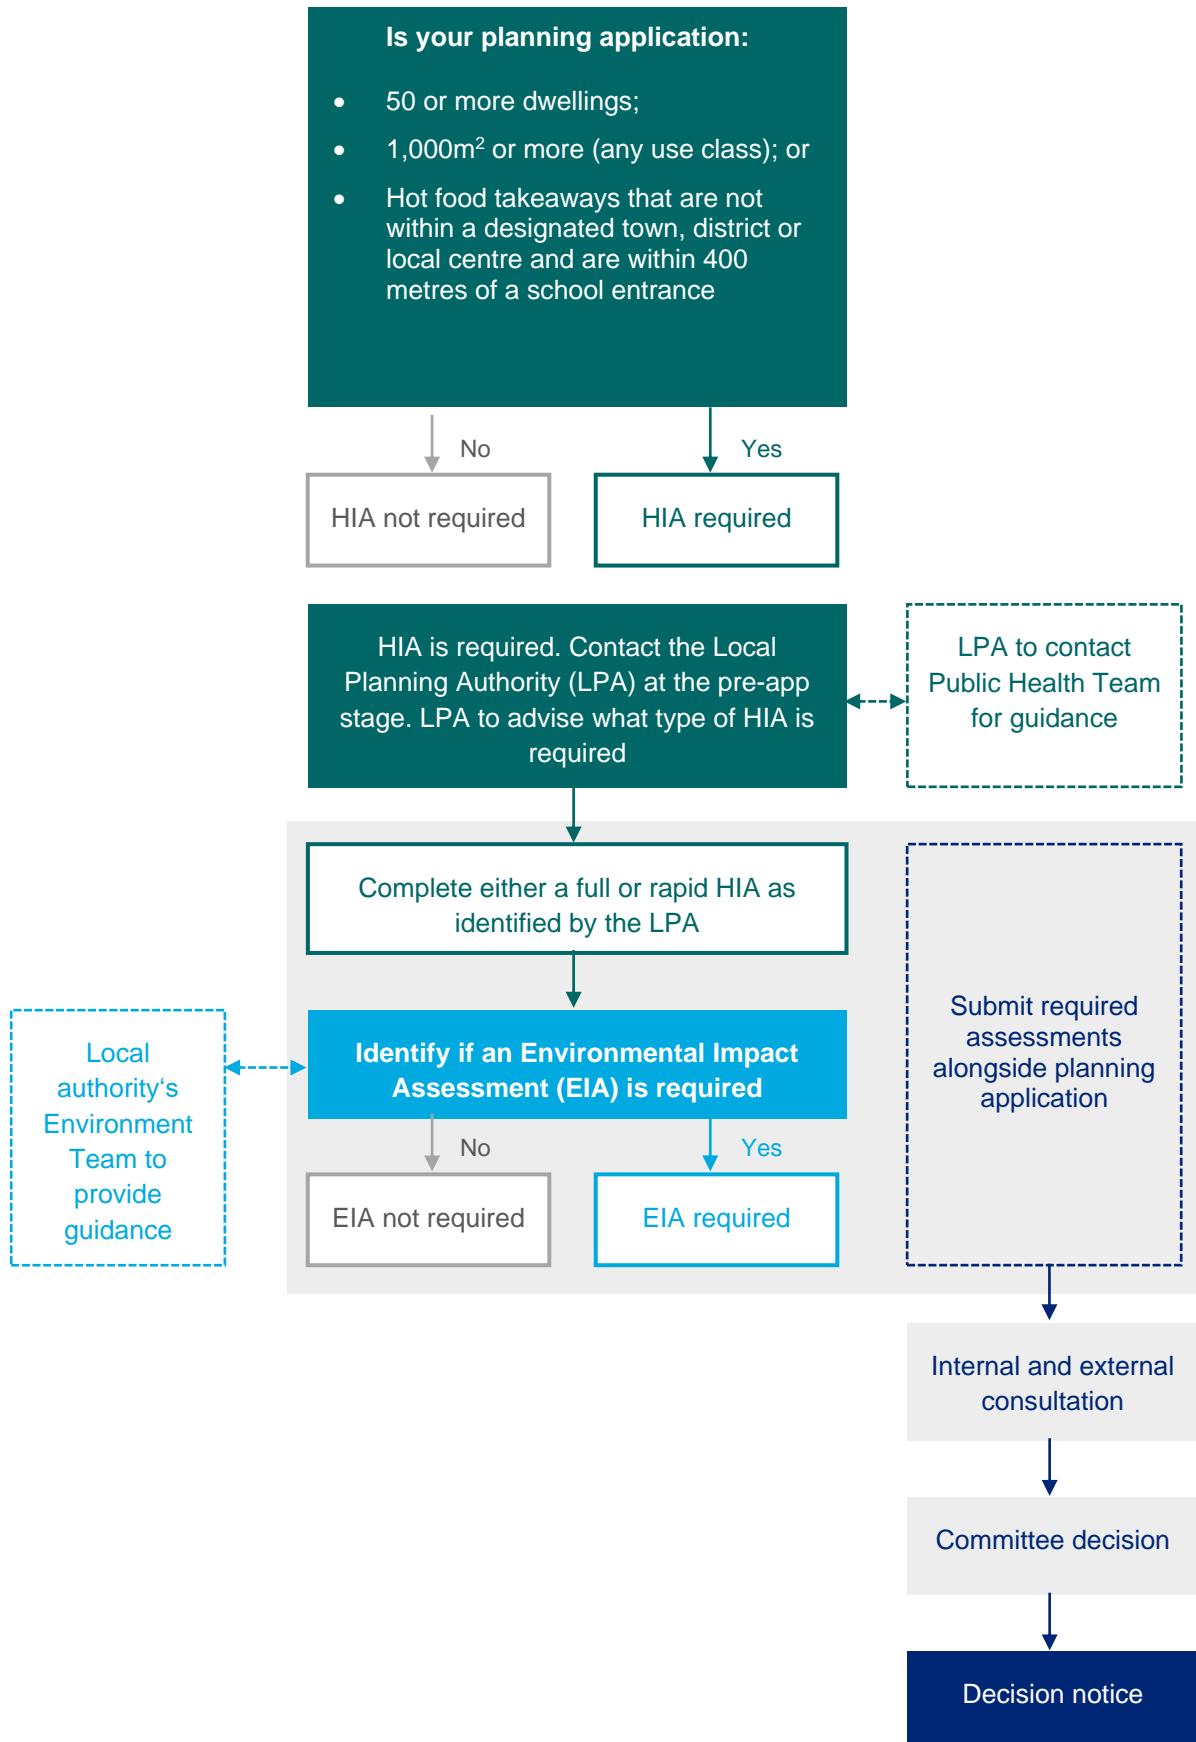 Is your planning application:
• 50 or more dwellings;
• 1,000m² or more (any use class); or
• Hot food takeaways that are not
within a designated town, district or
local centre and are within 400
metres of a school entrance
No
Yes
HIA not required
HIA required
HIA is required. Contact the Local
Planning Authority (LPA) at the pre-app
stage. LPA to advise what type of HIA is
required
LPA to contact
Public Health Team
for guidance
Complete either a full or rapid HIA as
identified by the LPA
Submit required
assessments
alongside planning
application
Local
authority‘s
Environment
Team to
provide
guidance
Identify if an Environmental Impact
Assessment (EIA) is required
No
Yes
EIA not required
EIA required
Internal and external
consultation
Committee decision
Decision notice